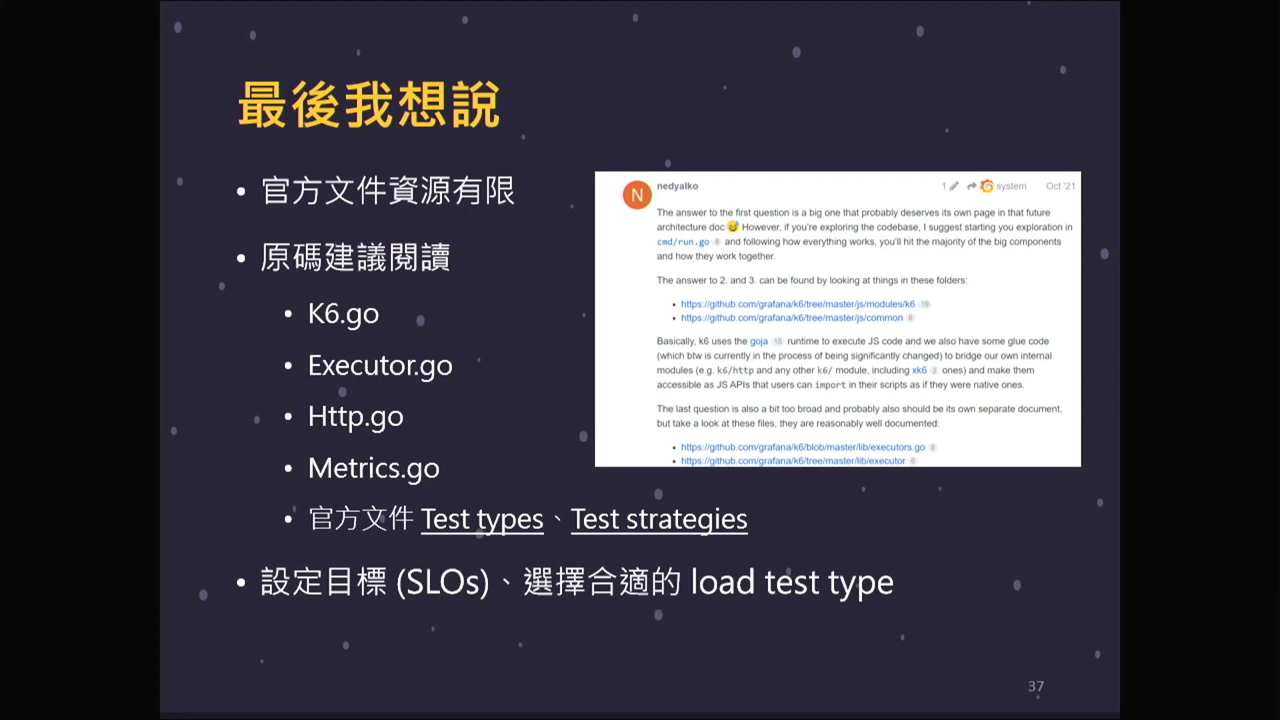 最後我想說
• 官方文件資源有限
• 原碼建議閱讀
• K6.go
• Executor.go
• Http.go
• Metrics.go
• 官方文件 Test types、Test strategies
• 設定目標 (SLOs)、選擇合適的 load test type
N
nedyalko
1
system
Oct '21
The answer to the first question is a big one that probably deserves its own page in that future
architecture doc 😅 However, if you're exploring the codebase, I suggest starting you exploration in
cmd/run.go 8 and following how everything works, you'll hit the majority of the big components
and how they work together.
The answer to 2. and 3. can be found by looking at things in these folders:
• https://github.com/grafana/k6/tree/master/js/modules/k6 19
• https://github.com/grafana/k6/tree/master/js/common 6
Basically, k6 uses the goja 15 runtime to execute JS code and we also have some glue code
(which btw is currently in the process of being significantly changed) to bridge our own internal
modules (e.g. k6/http and any other k6/ module, including xk6 2 ones) and make them
accessible as JS APIs that users can import in their scripts as if they were native ones.
The last question is also a bit too broad and probably also should be its own separate document,
but take a look at these files, they are reasonably well documented:
• https://github.com/grafana/k6/blob/master/lib/executors.go 8
• https://github.com/grafana/k6/tree/master/lib/executor 6
37